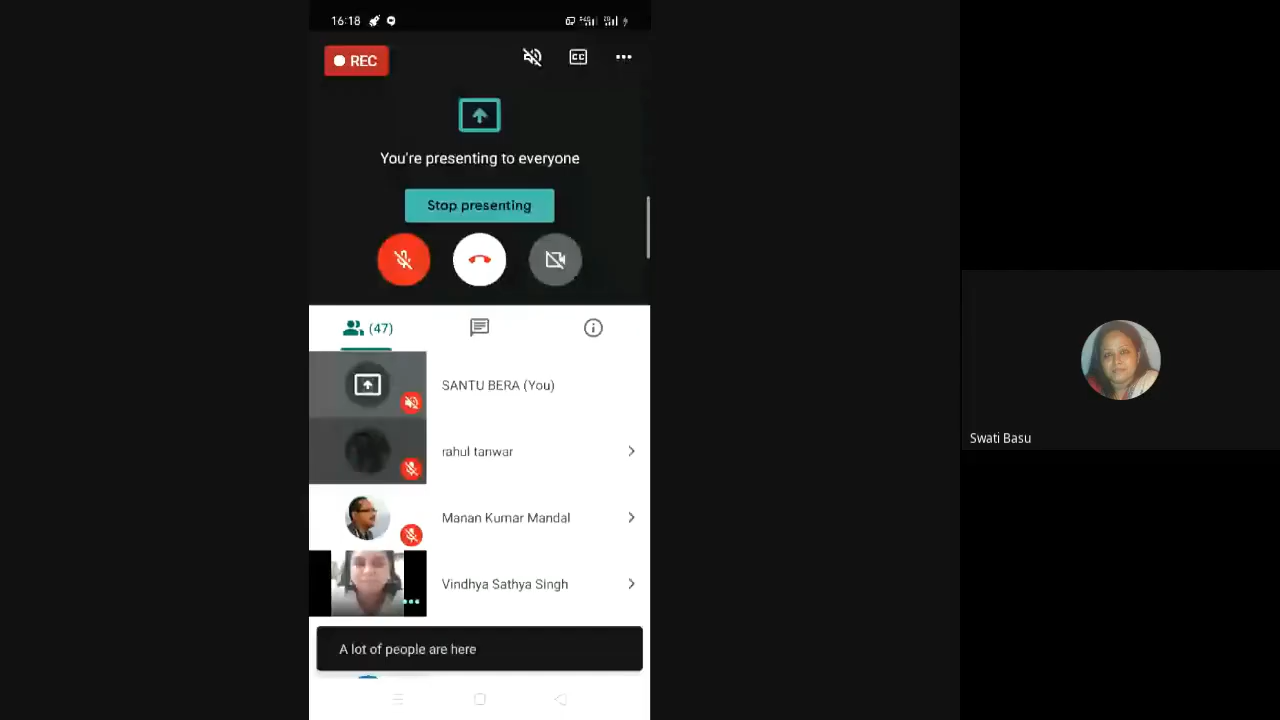 16:18
REC
CC
You're presenting to everyone
Stop presenting
(47)
SANTU BERA (You)
rahul tanwar
Manan Kumar Mandal
Vindhya Sathya Singh
A lot of people are here
Swati Basu